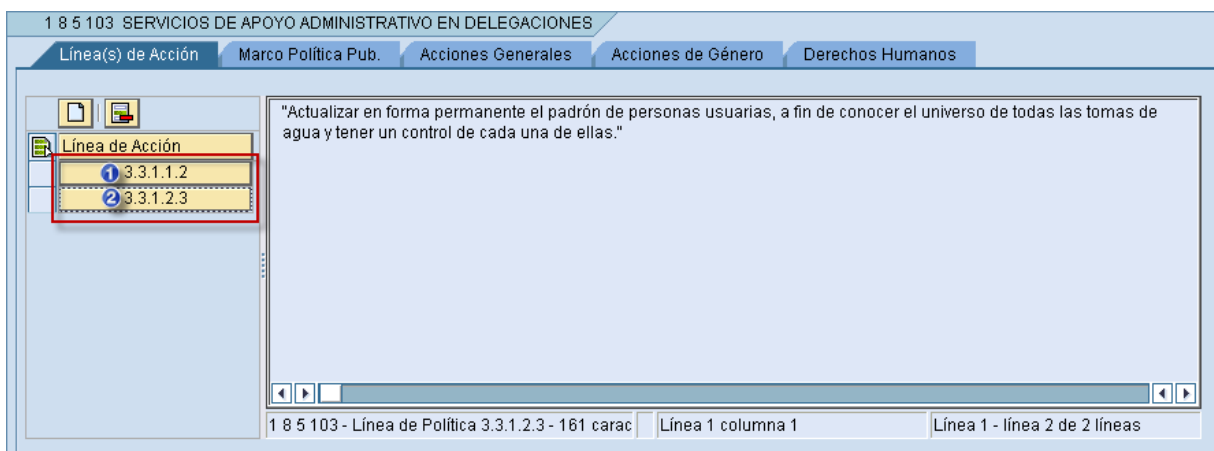 1 8 5 103 SERVICIOS DE APOYO ADMINISTRATIVO EN DELEGACIONES
Línea(s) de Acción Marco Política Pub. Acciones Generales Acciones de Género Derechos Humanos
"Actualizar en forma permanente el padrón de personas usuarias, a fin de conocer el universo de todas las tomas de
agua y tener un control de cada una de ellas."
Línea de Acción
1 3.3.1.1.2
2 3.3.1.2.3
1 8 5 103 - Línea de Política 3.3.1.2.3 - 161 carac Línea 1 columna 1 Línea 1 - línea 2 de 2 líneas